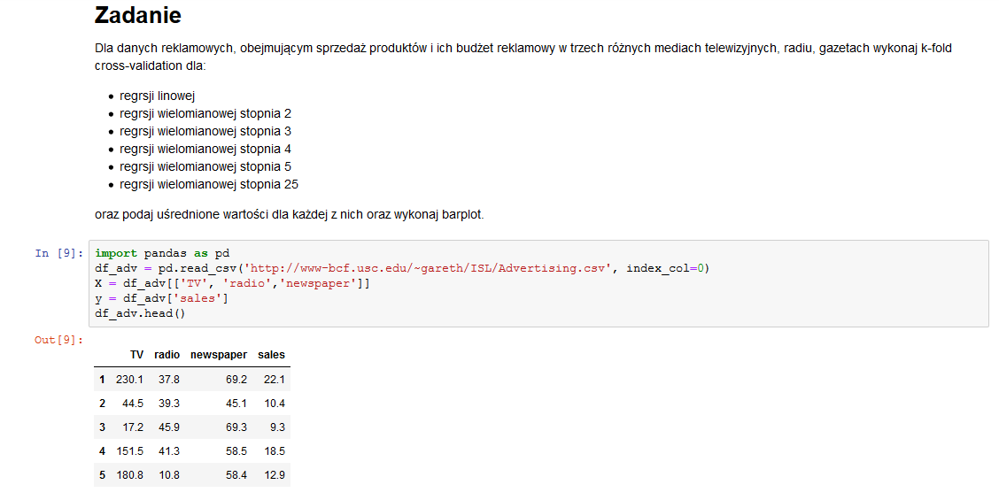 Zadanie
Dla danych reklamowych, obejmującym sprzedaż produktów i ich budżet reklamowy w trzech różnych mediach telewizyjnych, radiu, gazetach wykonaj k-fold
cross-validation dla:
• regrsji linowej
• regrsji wielomianowej stopnia 2
• regrsji wielomianowej stopnia 3
• regrsji wielomianowej stopnia 4
• regrsji wielomianowej stopnia 5
• regrsji wielomianowej stopnia 25
oraz podaj uśrednione wartości dla każdej z nich oraz wykonaj barplot.
In [9]: import pandas as pd
df_adv = pd.read_csv('http://www-bcf.usc.edu/~gareth/ISL/Advertising.csv', index_col=0)
X = df_adv[['TV', 'radio','newspaper']]
y = df_adv['sales']
df_adv.head()
Out[9]:
TV radio newspaper sales
1 230.1 37.8 69.2 22.1
2 44.5 39.3 45.1 10.4
3 17.2 45.9 69.3 9.3
4 151.5 41.3 58.5 18.5
5 180.8 10.8 58.4 12.9